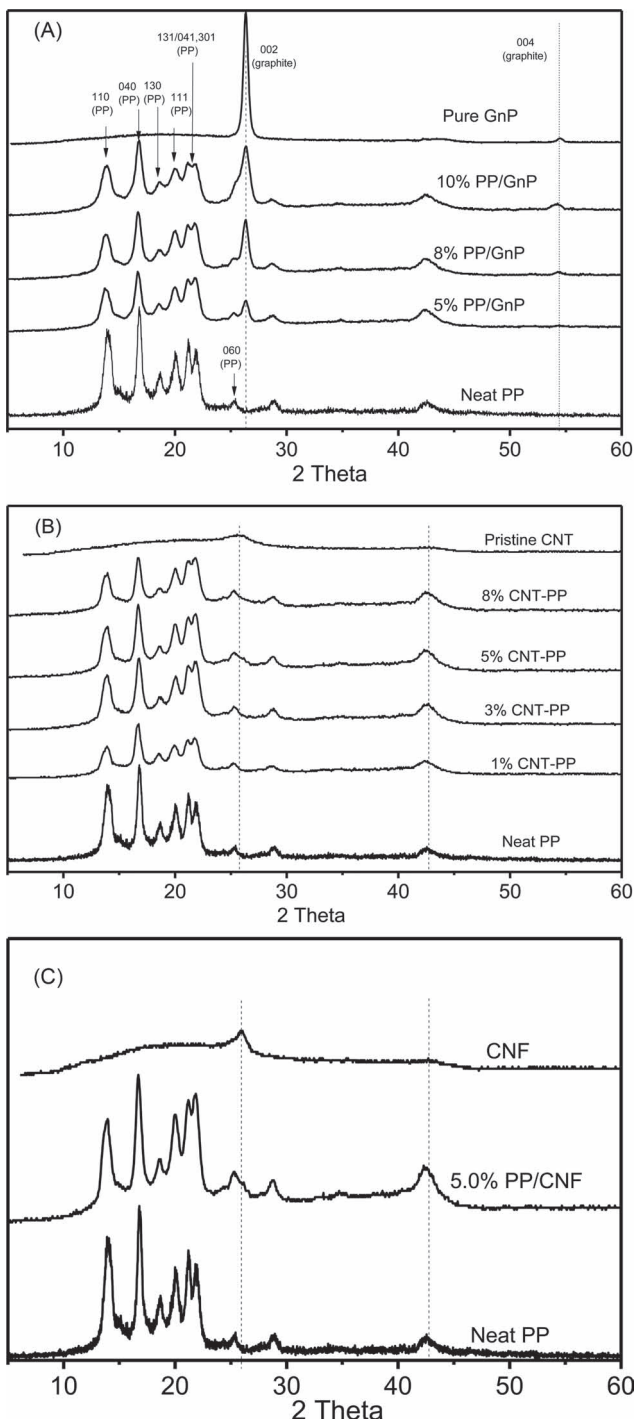 (A)
131/041,301
(PP)
002
(graphite)
004
(graphite)
110
(PP)
040
(PP)
130
(PP)
111
(PP)
Pure GnP
10% PP/GnP
8% PP/GnP
5% PP/GnP
060
(PP)
Neat PP
10 20 30 42 50 60
2 Theta
(B)
Pristine CNT
8% CNT-PP
5% CNT-PP
3% CNT-PP
1% CNT-PP
Neat PP
10 20 30 40 50 60
2 Theta
(C)
CNF
5.0% PP/CNF
Neat PP
10 20 30 40 50 60
2 Theta